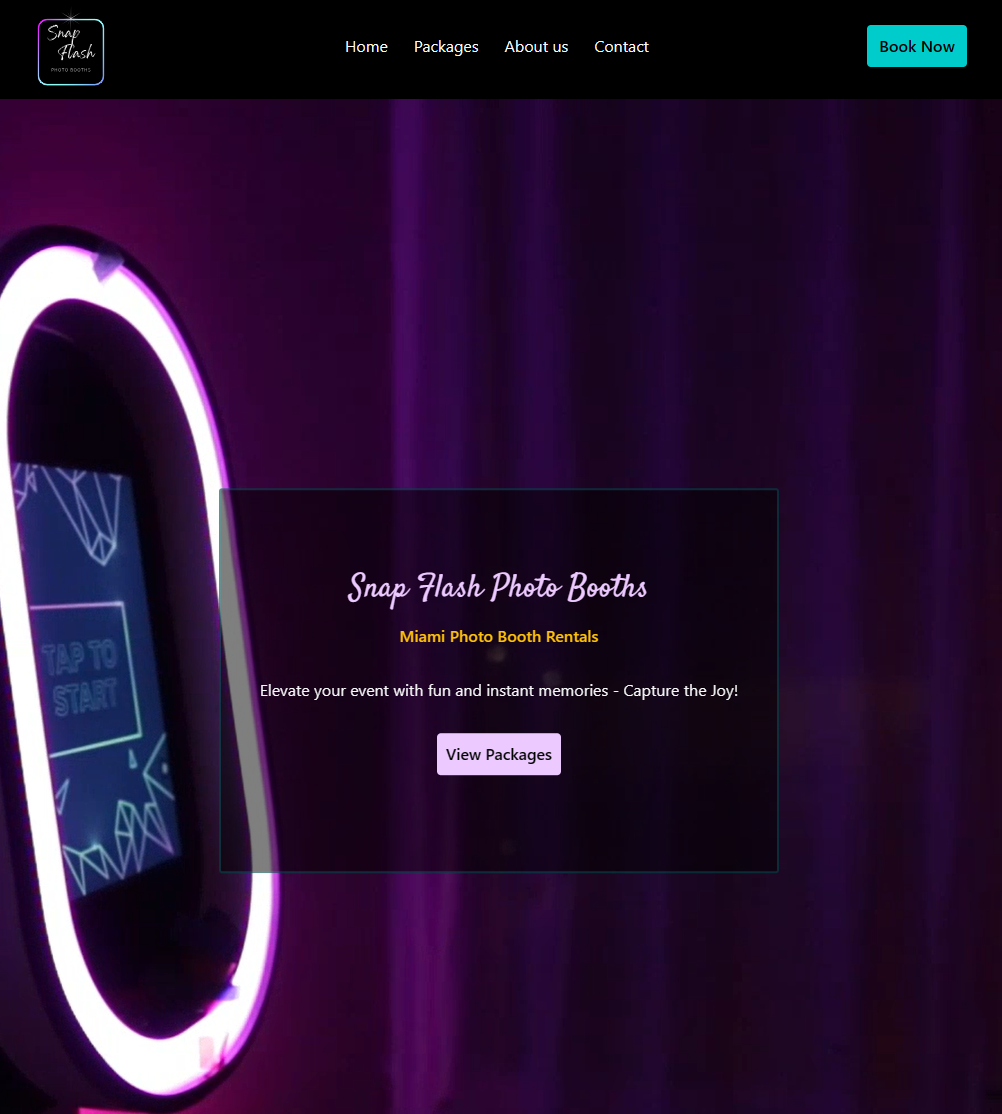 Snap
Flash
PHOTO BOOTHS
Home
Packages
About us
Contact
Book Now
TAP TO
START
Snap Flash Photo Booths
Miami Photo Booth Rentals
Elevate your event with fun and instant memories - Capture the Joy!
View Packages